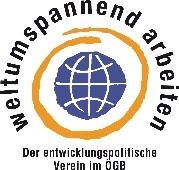 weltumspannend arbeiten
Der entwicklungspolitische
Verein im ÖGB